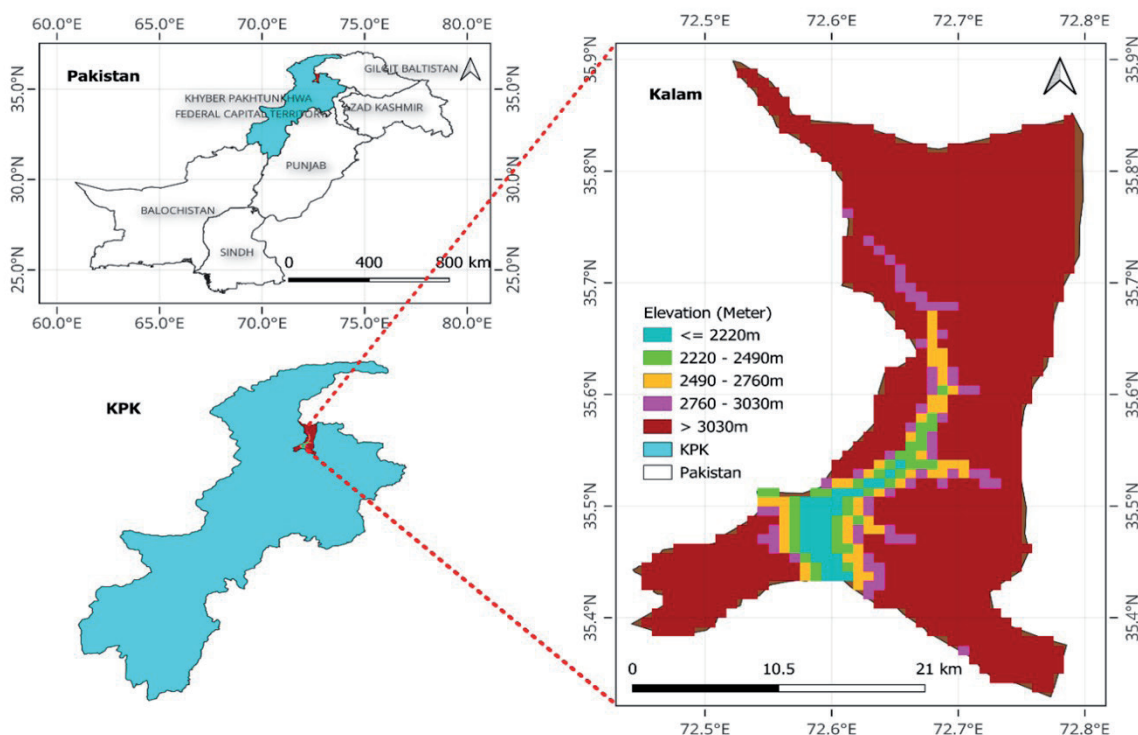 60.0°E 65.0°E 70.0°E 75.0°E 80.0°E
Pakistan
GILGIT BALTISTAN
KHYBER PAKHTUNKHWA
AZAD KASHMIR
FEDERAL CAPITAL TERRITORY
PUNJAB
BALOCHISTAN
SINDH
0 400 800 km
35.0°N
30.0°N
25.0°N
35.0°N
30.0°N
25.0°N
60.0°E 65.0°E 70.0°E 75.0°E 80.0°E
KPK
72.5°E 72.6°E 72.7°E 72.8°E
Kalam
35.9°N
35.8°N
35.7°N
35.6°N
35.5°N
35.4°N
Elevation (Meter)
<= 2220m
2220 - 2490m
2490 - 2760m
2760 - 3030m
> 3030m
KPK
Pakistan
0 10.5 21 km
35.9°N
35.8°N
35.7°N
35.6°N
35.5°N
35.4°N
72.5°E 72.6°E 72.7°E 72.8°E